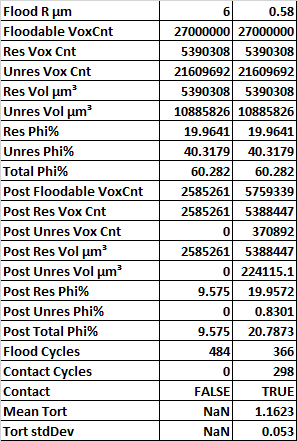 Flood R µm 6 0.58
Floodable VoxCnt 27000000 27000000
Res Vox Cnt 5390308 5390308
Unres Vox Cnt 21609692 21609692
Res Vol µm³ 5390308 5390308
Unres Vol µm³ 10885826 10885826
Res Phi% 19.9641 19.9641
Unres Phi% 40.3179 40.3179
Total Phi% 60.282 60.282
Post Floodable VoxCnt 2585261 5759339
Post Res Vox Cnt 2585261 5388447
Post Unres Vox Cnt 0 370892
Post Res Vol µm³ 2585261 5388447
Post Unres Vol µm³ 0 224115.1
Post Res Phi% 9.575 19.9572
Post Unres Phi% 0 0.8301
Post Total Phi% 9.575 20.7873
Flood Cycles 484 366
Contact Cycles 0 298
Contact FALSE TRUE
Mean Tort NaN 1.1623
Tort stdDev NaN 0.053